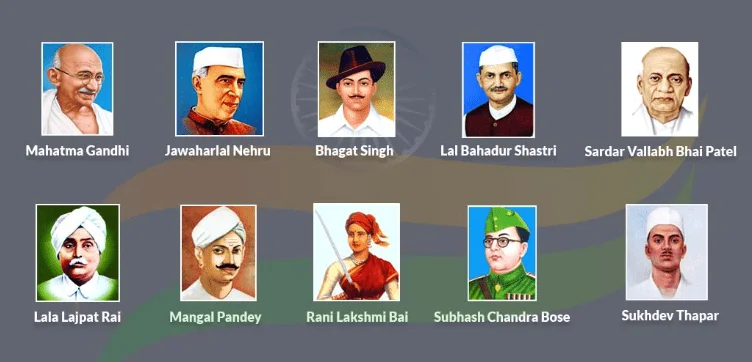 Mahatma Gandhi
Jawaharlal Nehru
Bhagat Singh
Lal Bahadur Shastri
Sardar Vallabh Bhai Patel
Lala Lajpat Rai
Mangal Pandey
Rani Lakshmi Bai
Subhash Chandra Bose
Sukhdev Thapar